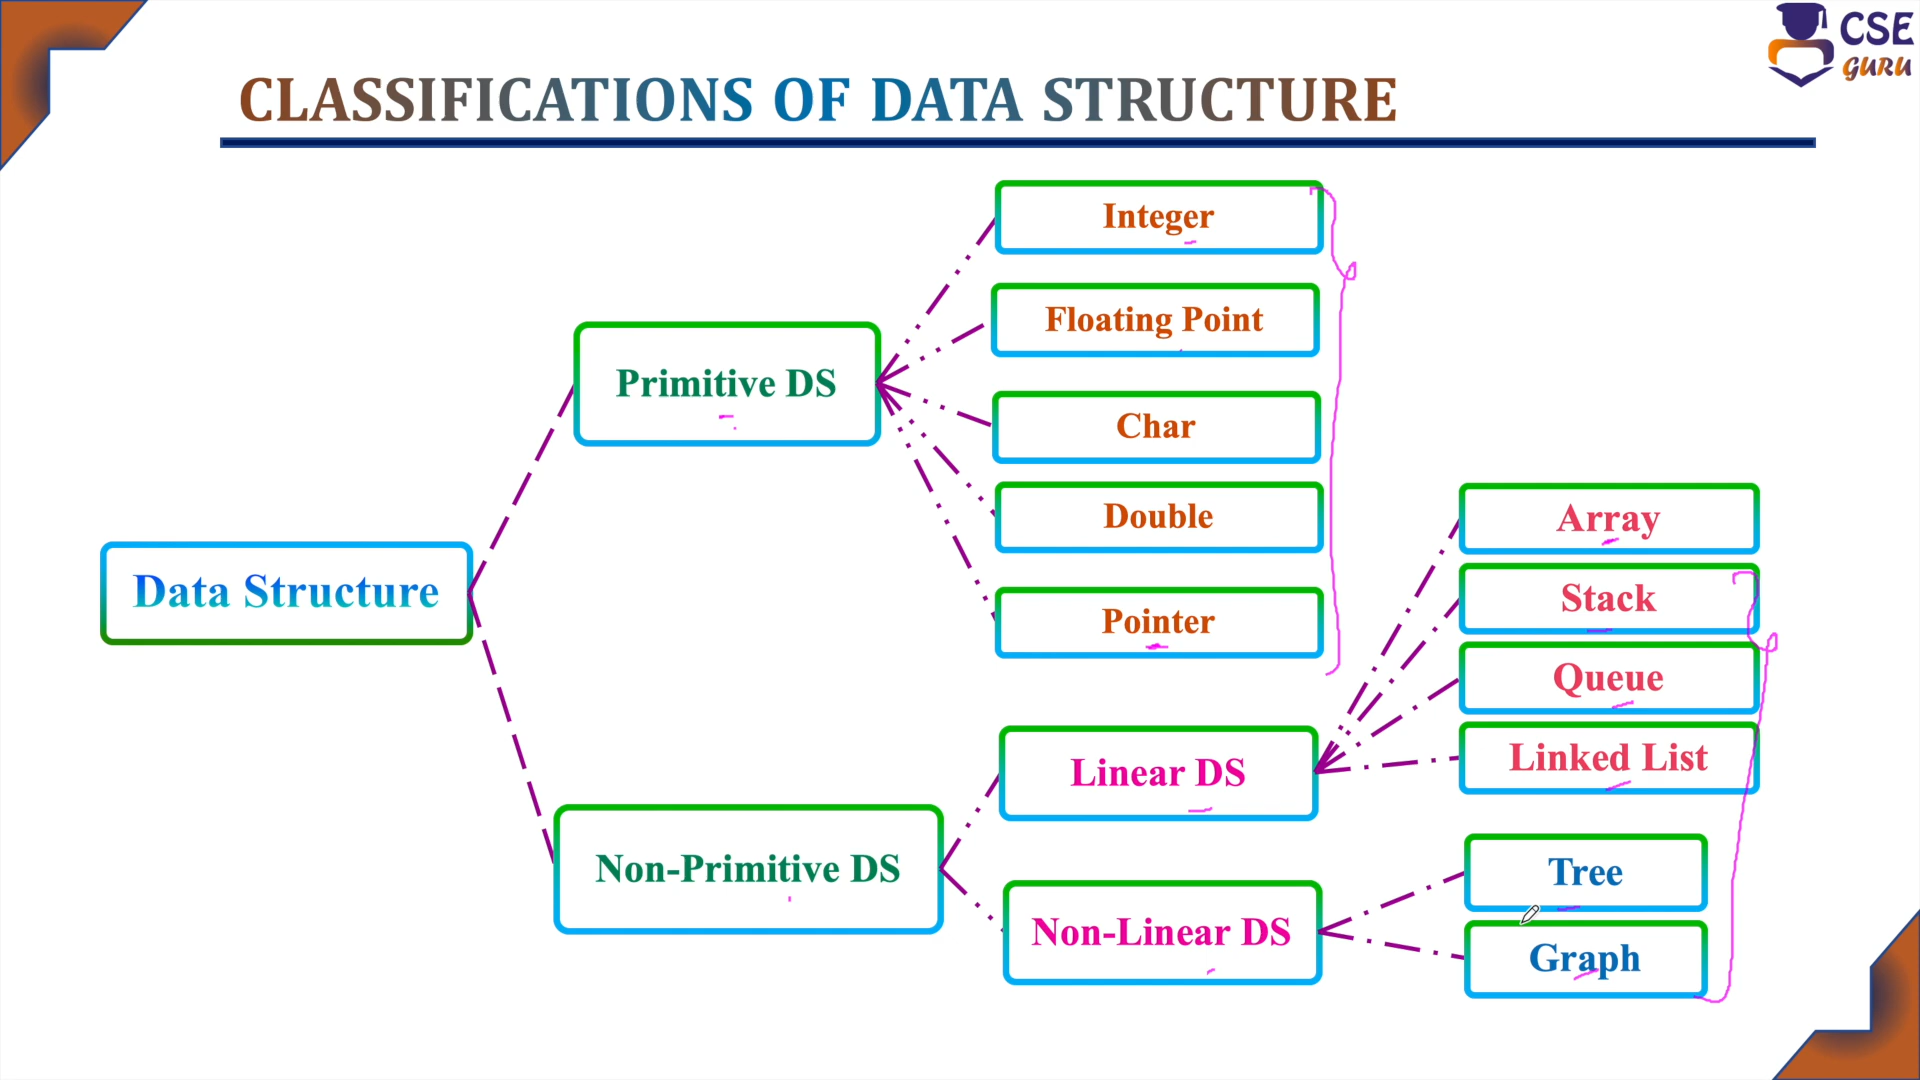 CSE
GURU
CLASSIFICATIONS OF DATA STRUCTURE
Data Structure
Primitive DS
Integer
Floating Point
Char
Double
Pointer
Non-Primitive DS
Linear DS
Array
Stack
Queue
Linked List
Non-Linear DS
Tree
Graph